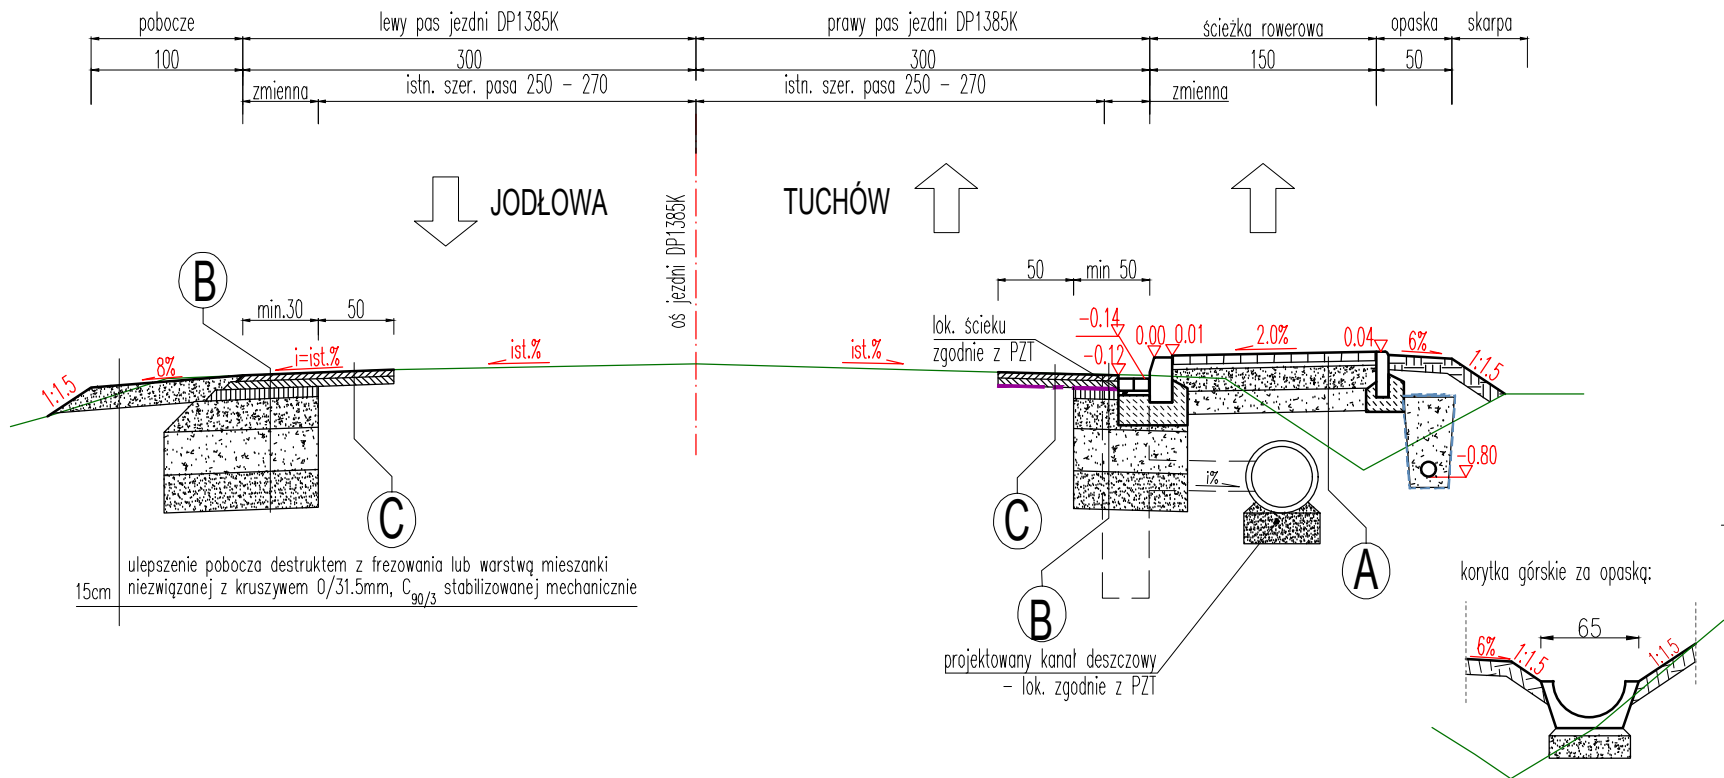 pobocze
lewy pas jezdni DP1385K
prawy pas jezdni DP1385K
ścieżka rowerowa
opaska
skarpa
100
300
300
150
50
zmienna
istn. szer. pasa 250 – 270
istn. szer. pasa 250 – 270
zmienna
JODŁOWA
TUCHÓW
oś jezdni DP1385K
B
min.30
50
50
min 50
lok. ścieku
zgodnie z PZT
-0.14
-0.12
0.00
0.01
2.0%
0.04
6%
1:1.5
1:1.5
8%
i=ist.%
ist.%
ist.%
-0.80
i%
C
C
A
B
ulepszenie pobocza destruktem z frezowania lub warstwą mieszanki
niezwiązanej z kruszywem 0/31.5mm, C90/3 stabilizowanej mechanicznie
15cm
projektowany kanał deszczowy
– lok. zgodnie z PZT
korytka górskie za opaską:
65
6%
1:1.5
1:1.5